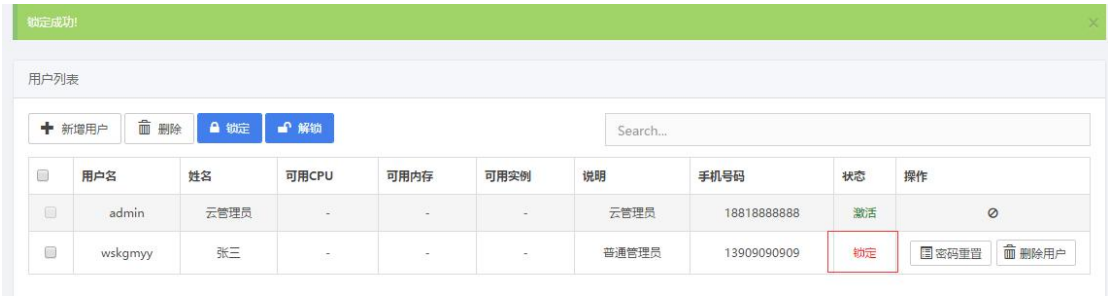 锁定成功! ×
用户列表
新增用户 删除 锁定 解锁 Search...
用户名 姓名 可用CPU 可用内存 可用实例 说明 手机号码 状态 操作
admin 云管理员 - - - 云管理员 18818888888 激活
wskgmyy 张三 - - - 普通管理员 13909090909 锁定 密码重置 删除用户